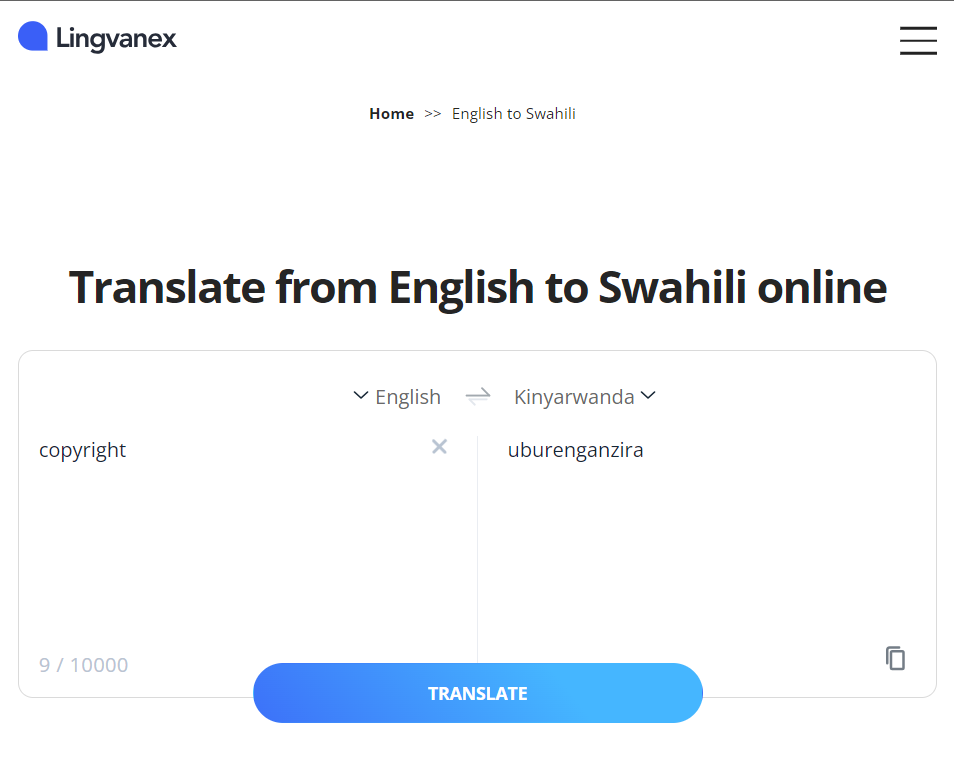 Lingvanex
Home >> English to Swahili
Translate from English to Swahili online
English Kinyarwanda
copyright
uburenganzira
9 / 10000
TRANSLATE